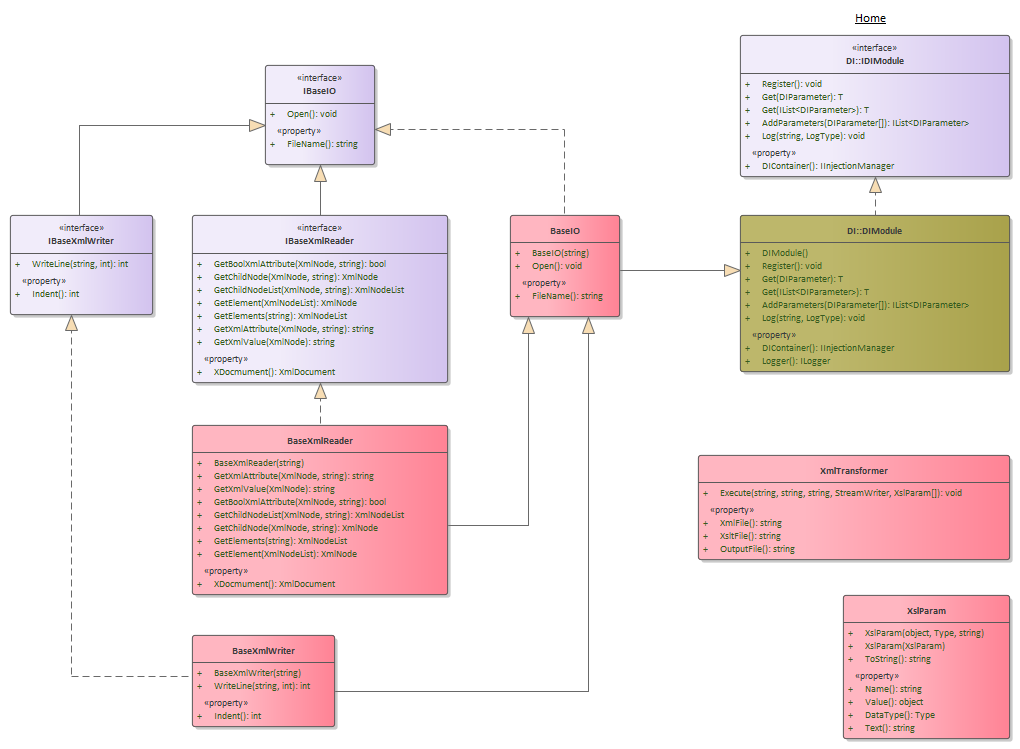 Home
«interface»
DI::IDIModule
+ Register(): void
+ Get(DIParameter): T
+ Get(IList<DIParameter>): T
+ AddParameters(DIParameter[]): IList<DIParameter>
+ Log(string, LogType): void
«property»
+ DIContainer(): IInjectionManager
«interface»
IBaseIO
+ Open(): void
«property»
+ FileName(): string
«interface»
IBaseXmlWriter
+ WriteLine(string, int): int
«property»
+ Indent(): int
«interface»
IBaseXmlReader
+ GetBoolXmlAttribute(XmlNode, string): bool
+ GetChildNode(XmlNode, string): XmlNode
+ GetChildNodeList(XmlNode, string): XmlNodeList
+ GetElement(XmlNodeList): XmlNode
+ GetElements(string): XmlNodeList
+ GetXmlAttribute(XmlNode, string): string
+ GetXmlValue(XmlNode): string
«property»
+ XDocmument(): XmlDocument
BaseIO
+ BaseIO(string)
+ Open(): void
«property»
+ FileName(): string
DI::DIModule
+ DIModule()
+ Register(): void
+ Get(DIParameter): T
+ Get(IList<DIParameter>): T
+ AddParameters(DIParameter[]): IList<DIParameter>
+ Log(string, LogType): void
«property»
+ DIContainer(): IInjectionManager
+ Logger(): ILogger
BaseXmlReader
+ BaseXmlReader(string)
+ GetXmlAttribute(XmlNode, string): string
+ GetXmlValue(XmlNode): string
+ GetBoolXmlAttribute(XmlNode, string): bool
+ GetChildNodeList(XmlNode, string): XmlNodeList
+ GetChildNode(XmlNode, string): XmlNode
+ GetElements(string): XmlNodeList
+ GetElement(XmlNodeList): XmlNode
«property»
+ XDocmument(): XmlDocument
XmlTransformer
+ Execute(string, string, string, StreamWriter, XslParam[]): void
«property»
+ XmlFile(): string
+ XsltFile(): string
+ OutputFile(): string
BaseXmlWriter
+ BaseXmlWriter(string)
+ WriteLine(string, int): int
«property»
+ Indent(): int
XslParam
+ XslParam(object, Type, string)
+ XslParam(XslParam)
+ ToString(): string
«property»
+ Name(): string
+ Value(): object
+ DataType(): Type
+ Text(): string